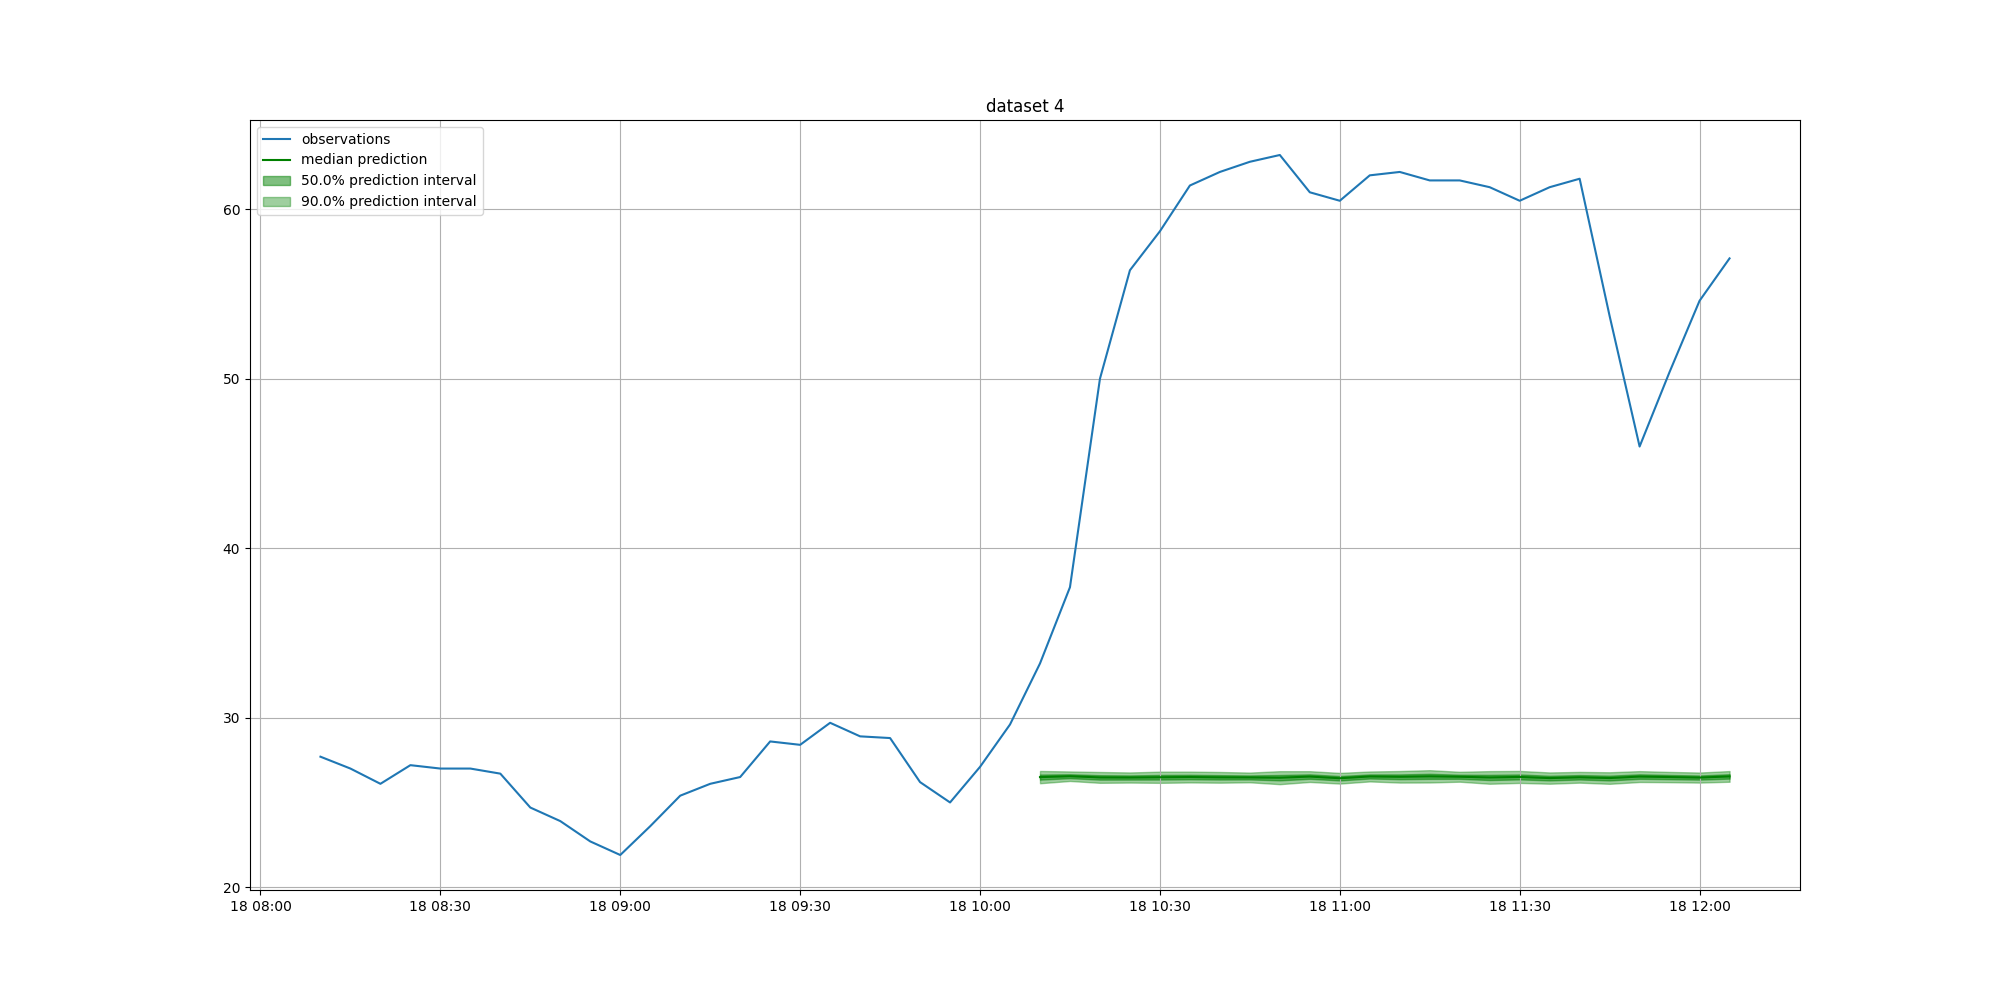 dataset 4
observations
median prediction
50.0% prediction interval
90.0% prediction interval
60
50
40
30
20
18 08:00 18 08:30 18 09:00 18 09:30 18 10:00 18 10:30 18 11:00 18 11:30 18 12:00